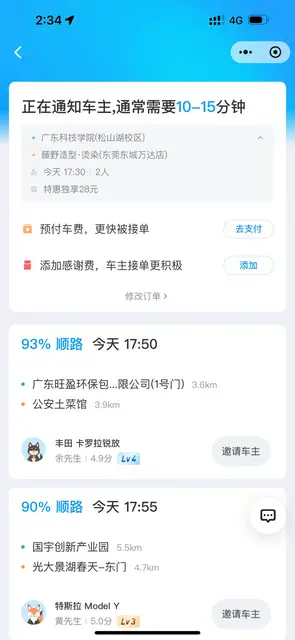 2:34
4G
正在通知车主,通常需要10-15分钟
广东科技学院(松山湖校区)
藤野造型·烫染(东莞东城万达店)
今天 17:30 | 2人
特惠独享28元
预付车费，更快被接单
去支付
添加感谢费，车主接单更积极
添加
修改订单 >
93% 顺路 今天 17:50
广东旺盈环保包...限公司(1号门) 3.6km
公安土菜馆 3.9km
丰田 卡罗拉锐放
余先生 | 4.9分 Lv4
邀请车主
90% 顺路 今天 17:55
国宇创新产业园 5.5km
光大景湖春天-东门 4.7km
特斯拉 Model Y
黄先生 | 5.0分 Lv3
邀请车主